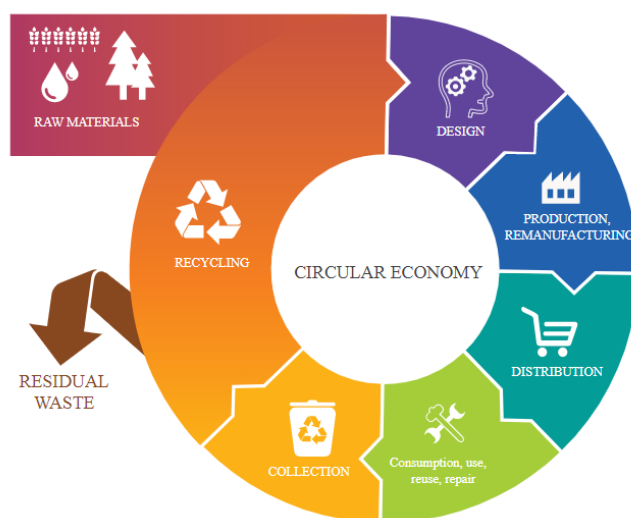 RAW MATERIALS
DESIGN
PRODUCTION,
REMANUFACTURING
RECYCLING
CIRCULAR ECONOMY
DISTRIBUTION
RESIDUAL
WASTE
COLLECTION
Consumption, use,
reuse, repair